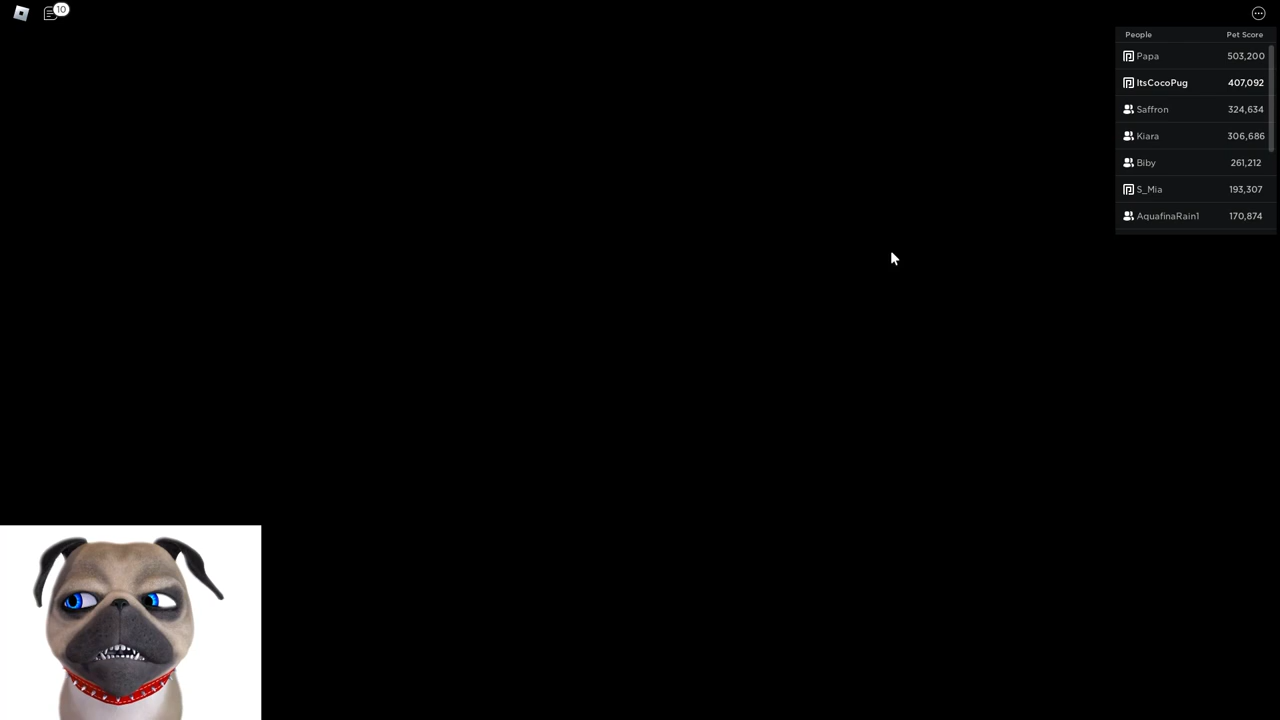 10
People Pet Score
Papa 503,200
ItsCocoPug 407,092
Saffron 324,634
Kiara 306,686
Biby 261,212
S_Mia 193,307
AquafinaRain1 170,874